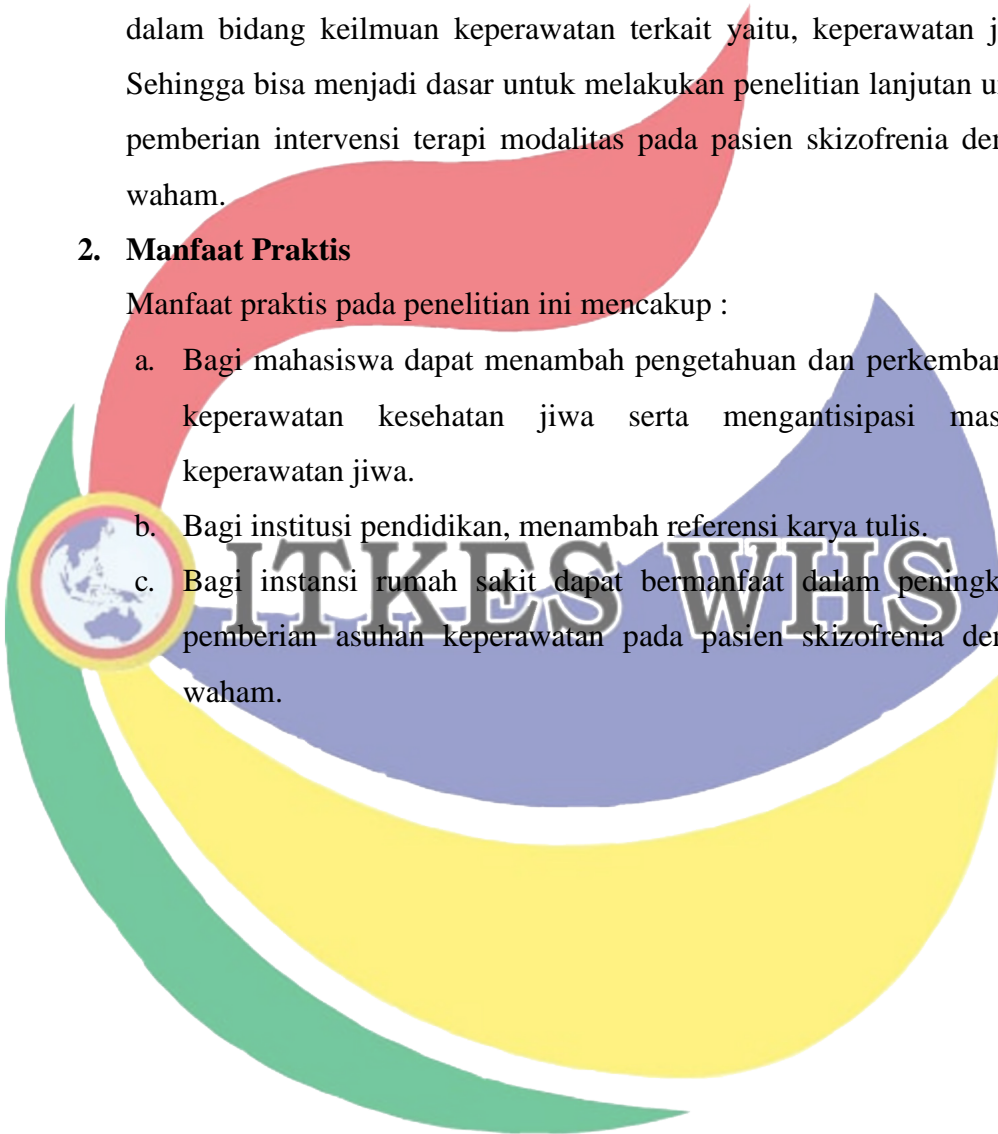 dalam bidang keilmuan keperawatan terkait yaitu, keperawatan j
Sehingga bisa menjadi dasar untuk melakukan penelitian lanjutan u
pemberian intervensi terapi modalitas pada pasien skizofrenia den
waham.
2. Manfaat Praktis
Manfaat praktis pada penelitian ini mencakup :
a. Bagi mahasiswa dapat menambah pengetahuan dan perkemban
keperawatan kesehatan jiwa serta mengantisipasi mas
keperawatan jiwa.
b. Bagi institusi pendidikan, menambah referensi karya tulis.
ITKES WHS
c. Bagi instansi rumah sakit dapat bermanfaat dalam peningk
pemberian asuhan keperawatan pada pasien skizofrenia den
waham.